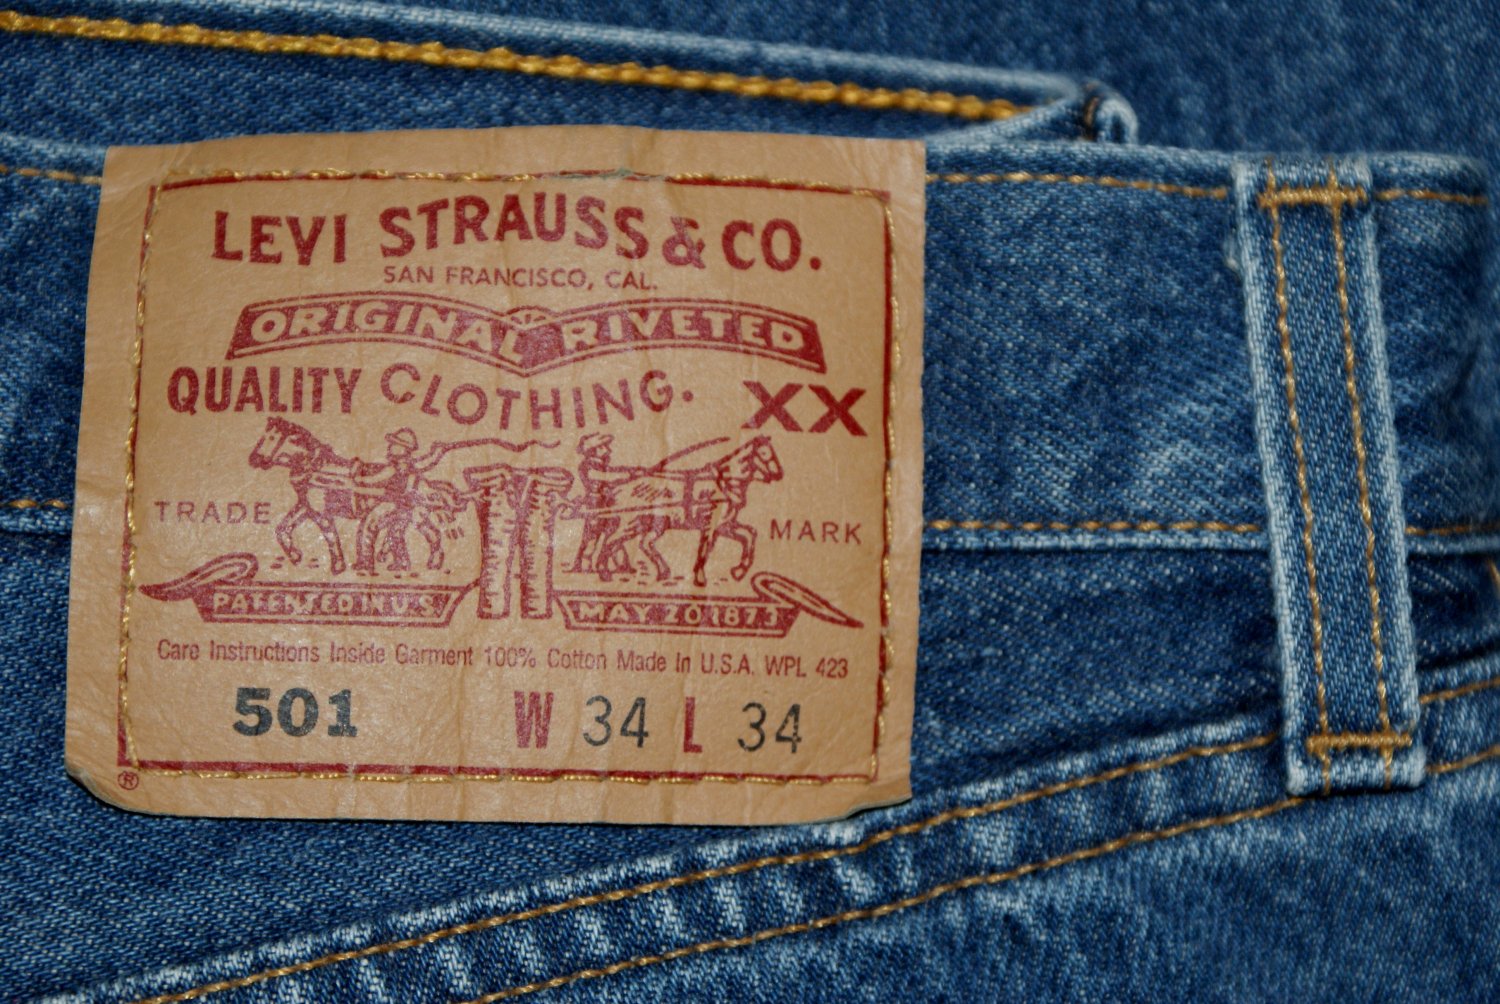 LEVI STRAUSS & CO.
SAN FRANCISCO, CAL.
ORIGINAL RIVETED
QUALITY CLOTHING.
XX
TRADE MARK
PATENTED IN U.S.
MAY 20 1873
Care Instructions Inside Garment 100% Cotton Made In U.S.A. WPL 423
501 W 34 L 34
®